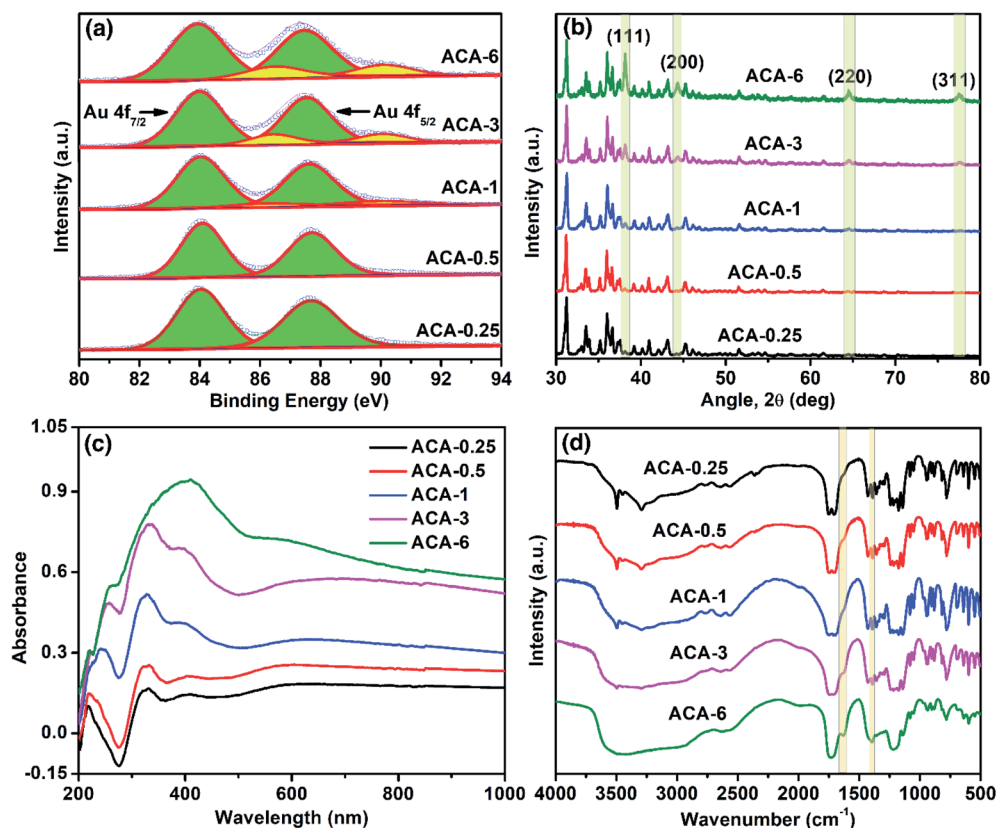 (a)
ACA-6
Au 4f7/2
Au 4f5/2
ACA-3
ACA-1
ACA-0.5
ACA-0.25
Intensity (a.u.)
80 82 84 86 88 90 92 94
Binding Energy (eV)
(b)
(111)
(200)
(220)
(311)
ACA-6
ACA-3
ACA-1
ACA-0.5
ACA-0.25
Intensity (a.u.)
30 40 50 60 70 80
Angle, 2θ (deg)
(c)
ACA-0.25
ACA-0.5
ACA-1
ACA-3
ACA-6
1.05
0.9
0.6
0.3
0.0
-0.15
Absorbance
200 400 600 800 1000
Wavelength (nm)
(d)
ACA-0.25
ACA-0.5
ACA-1
ACA-3
ACA-6
Intensity (a.u.)
4000 3500 3000 2500 2000 1500 1000 500
Wavenumber (cm-1)